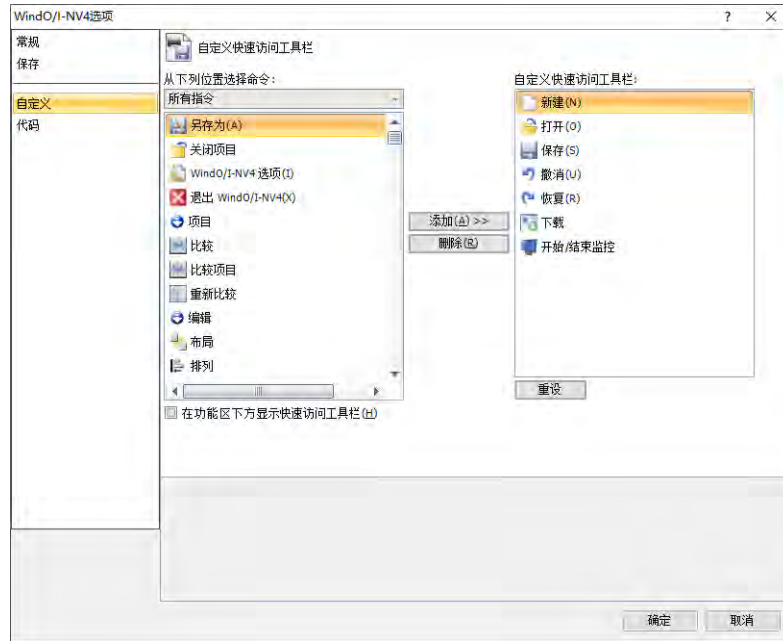 WindO/I-NV4选项
?
常规
保存
自定义
代码
自定义快速访问工具栏
从下列位置选择命令:
所有指令
另存为(A)
关闭项目
WindO/I-NV4 选项(I)
退出 WindO/I-NV4(X)
项目
比较
比较项目
重新比较
编辑
布局
排列
在功能区下方显示快速访问工具栏(H)
添加(A) >>
删除(R)
自定义快速访问工具栏:
新建(N)
打开(O)
保存(S)
撤消(U)
恢复(R)
下载
开始/结束监控
重设
确定
取消